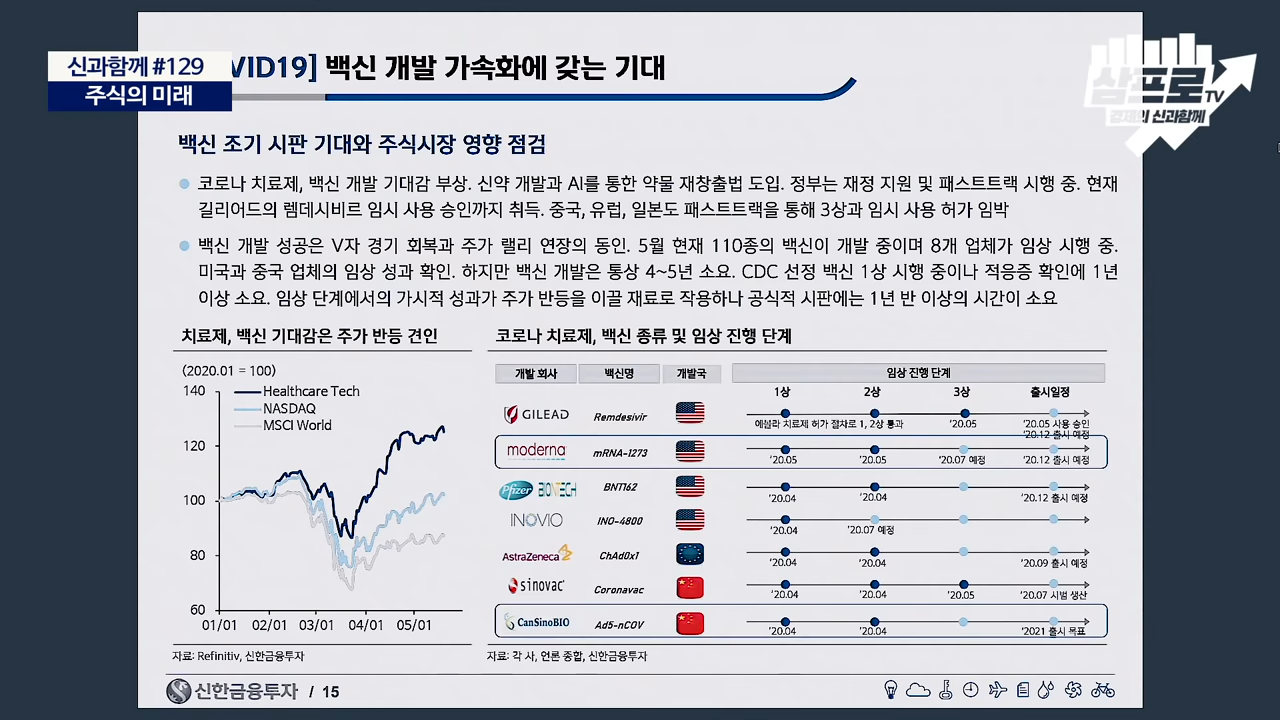 신과함께 #129
주식의 미래
VID19] 백신 개발 가속화에 갖는 기대
삼프로TV
경제의 신과함께
백신 조기 시판 기대와 주식시장 영향 점검
코로나 치료제, 백신 개발 기대감 부상. 신약 개발과 AI를 통한 약물 재창출법 도입. 정부는 재정 지원 및 패스트트랙 시행 중. 현재
길리어드의 렘데시비르 임시 사용 승인까지 취득. 중국, 유럽, 일본도 패스트트랙을 통해 3상과 임시 사용 허가 임박
백신 개발 성공은 V자 경기 회복과 주가 랠리 연장의 동인. 5월 현재 110종의 백신이 개발 중이며 8개 업체가 임상 시행 중.
미국과 중국 업체의 임상 성과 확인. 하지만 백신 개발은 통상 4~5년 소요. CDC 선정 백신 1상 시행 중이나 적응증 확인에 1년
이상 소요. 임상 단계에서의 가시적 성과가 주가 반등을 이끌 재료로 작용하나 공식적 시판에는 1년 반 이상의 시간이 소요
치료제, 백신 기대감은 주가 반등 견인
(2020.01 = 100)
140
120
100
80
60
Healthcare Tech
NASDAQ
MSCI World
01/01 02/01 03/01 04/01 05/01
자료: Refinitiv, 신한금융투자
코로나 치료제, 백신 종류 및 임상 진행 단계
개발 회사 백신명 개발국 임상 진행 단계
1상 2상 3상 출시일정
GILEAD Remdesivir
에볼라 치료제 허가 절차로 1, 2상 통과 '20.05 '20.05 사용 승인
'20.12 출시 예정
moderna mRNA-1273
'20.05 '20.05 '20.07 예정 '20.12 출시 예정
Pfizer BIONTECH BNT162
'20.04 '20.04 '20.12 출시 예정
INOVIO INO-4800
'20.04 '20.07 예정
AstraZeneca ChAd0x1
'20.04 '20.04 '20.09 출시 예정
sinovac Coronavac
'20.04 '20.04 '20.05 '20.07 시범 생산
CanSinoBIO Ad5-nCOV
'20.04 '20.04 '2021 출시 목표
자료: 각 사, 언론 종합, 신한금융투자
신한금융투자 / 15